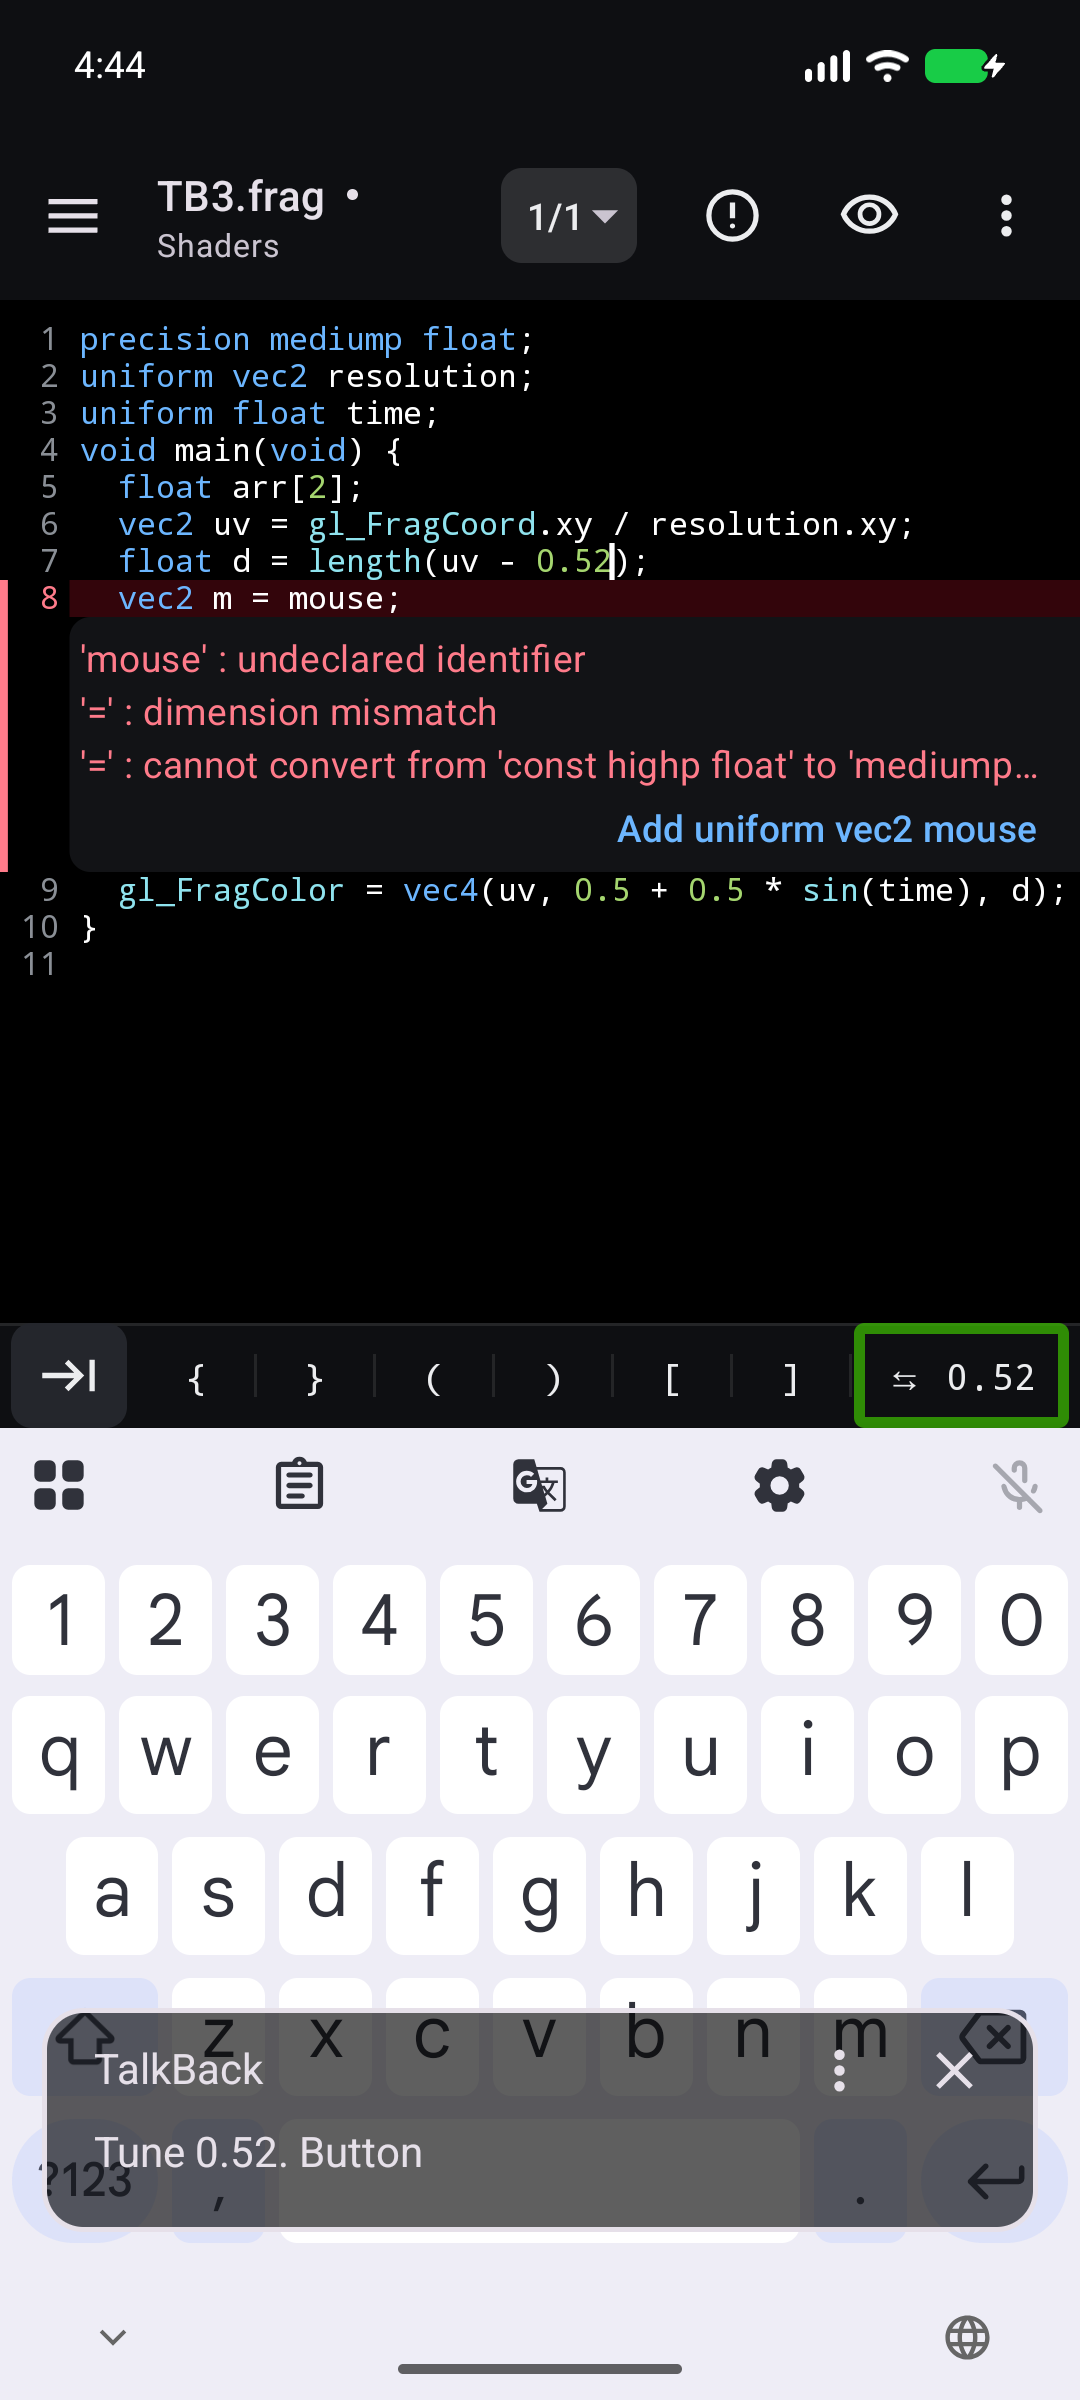 4:44
TB3.frag •
Shaders
1/1
1 precision mediump float;
2 uniform vec2 resolution;
3 uniform float time;
4 void main(void) {
5   float arr[2];
6   vec2 uv = gl_FragCoord.xy / resolution.xy;
7   float d = length(uv - 0.52);
8   vec2 m = mouse;
'mouse' : undeclared identifier
'=' : dimension mismatch
'=' : cannot convert from 'const highp float' to 'mediump...
Add uniform vec2 mouse
9   gl_FragColor = vec4(uv, 0.5 + 0.5 * sin(time), d);
10 }
11
{ } ( ) [ ] ⇆ 0.52
G文
1 2 3 4 5 6 7 8 9 0
q w e r t y u i o p
a s d f g h j k l
z x c v b n m
TalkBack
Tune 0.52. Button
?123 , .